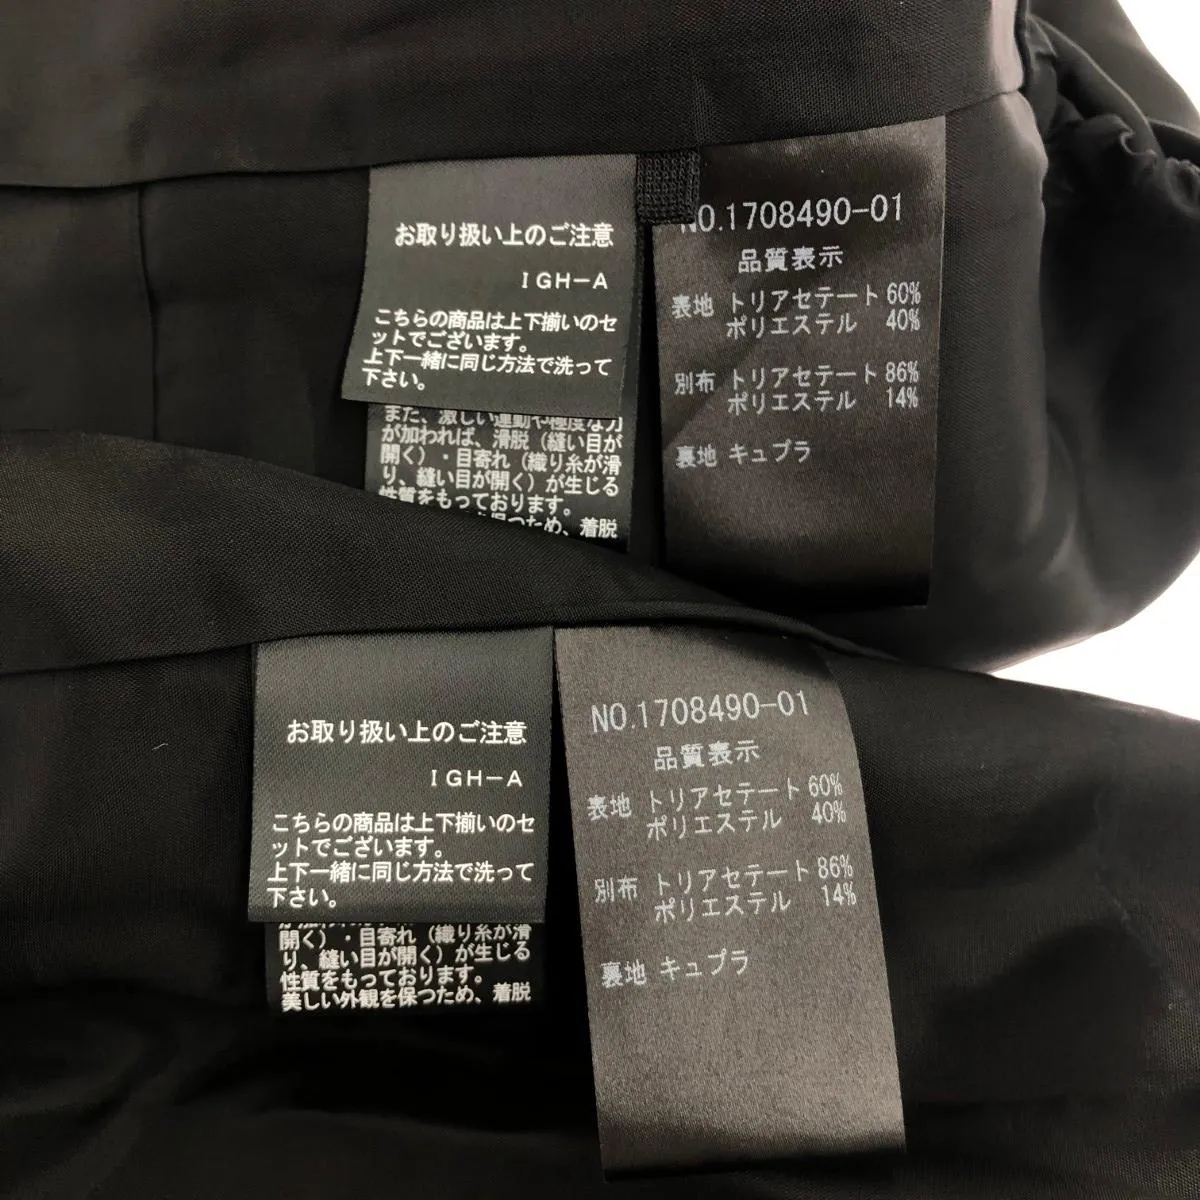 お取り扱い上のご注意
IGH-A
こちらの商品は上下揃いのセ
ットでございます。
上下一緒に同じ方法で洗って
下さい。
また、激しい運動や極度な力
が加われば、滑脱（縫い目が
開く）・目寄れ（織り糸が滑
り、縫い目が開く）が生じる
性質をもっております。
保つため、着脱
NO.1708490-01
品質表示
表地 トリアセテート 60%
ポリエステル 40%
別布 トリアセテート 86%
ポリエステル 14%
裏地 キュプラ
お取り扱い上のご注意
IGH-A
こちらの商品は上下揃いのセ
ットでございます。
上下一緒に同じ方法で洗って
下さい。
開く）・目寄れ（織り糸が滑
り、縫い目が開く）が生じる
性質をもっております。
美しい外観を保つため、着脱
NO.1708490-01
品質表示
表地 トリアセテート 60%
ポリエステル 40%
別布 トリアセテート 86%
ポリエステル 14%
裏地 キュプラ